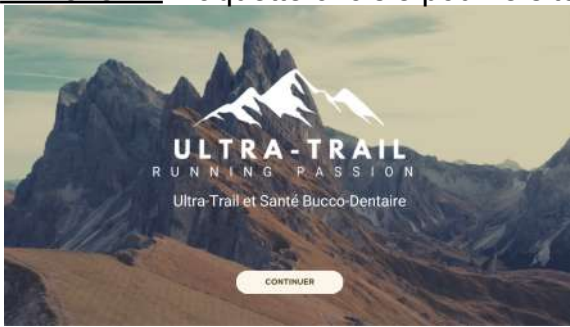 ULTRA-TRAIL
RUNNING PASSION
Ultra-Trail et Santé Bucco-Dentaire
CONTINUER